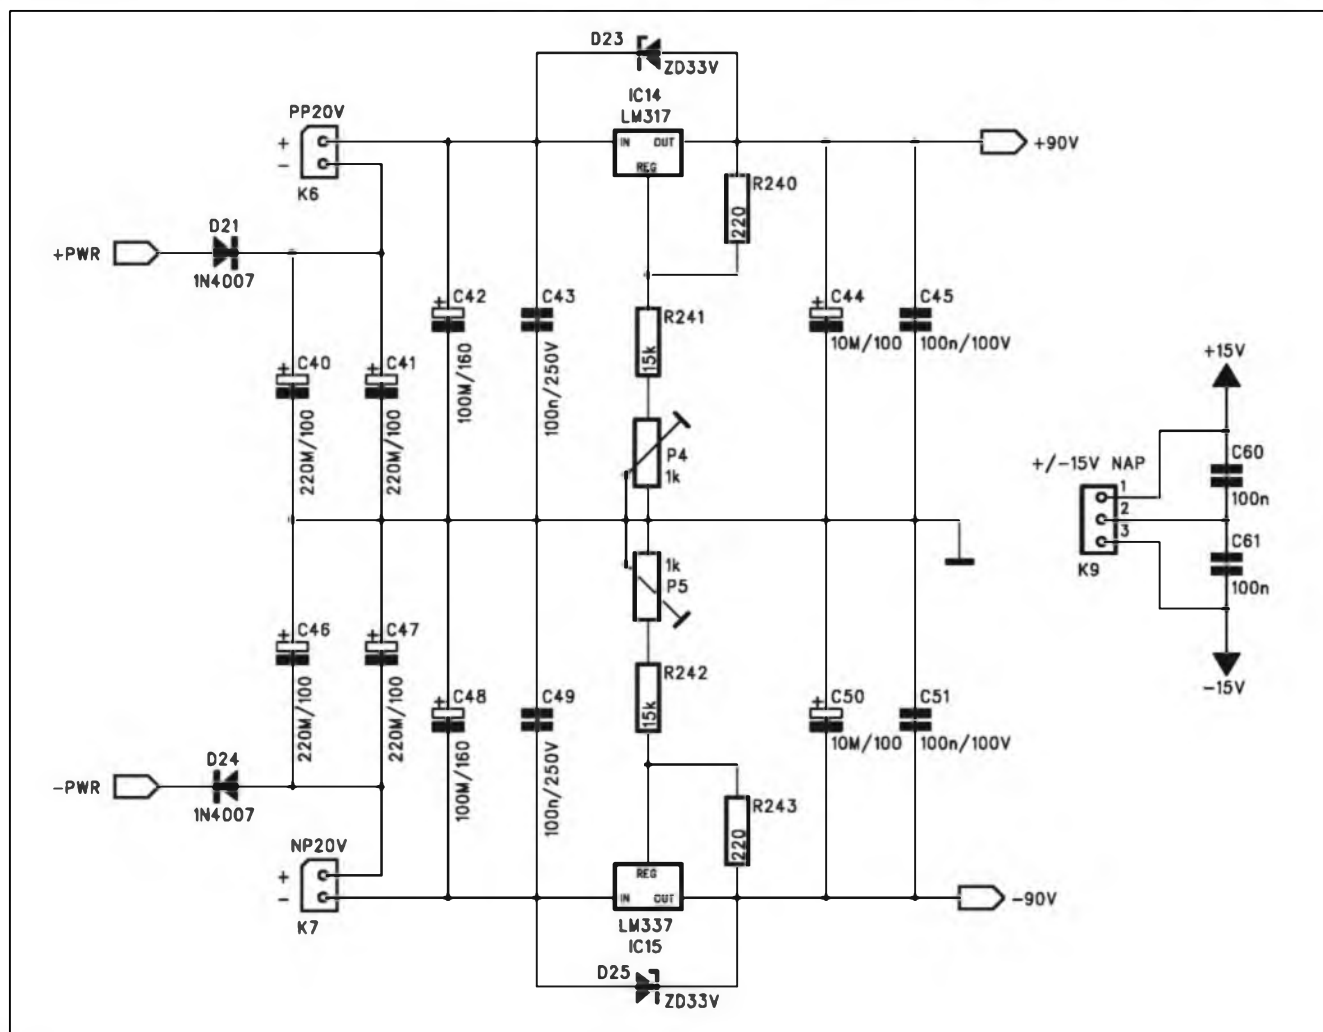 D23
ZD33V
IC14
LM317
PP20V
+
-
K6
IN
OUT
REG
+90V
R240
220
D21
+PWR
1N4007
+
C42
100M/160
C43
100n/250V
R241
15k
+
C44
10M/100
C45
100n/100V
+
C40
220M/100
+
C41
220M/100
P4
1k
+15V
+/-15V NAP
1
2
3
K9
C60
100n
C61
100n
-15V
1k
P5
+
C46
220M/100
+
C47
220M/100
+
C48
100M/160
C49
100n/250V
R242
15k
+
C50
10M/100
C51
100n/100V
D24
-PWR
1N4007
R243
220
NP20V
+
-
K7
REG
IN
OUT
-90V
LM337
IC15
D25
ZD33V